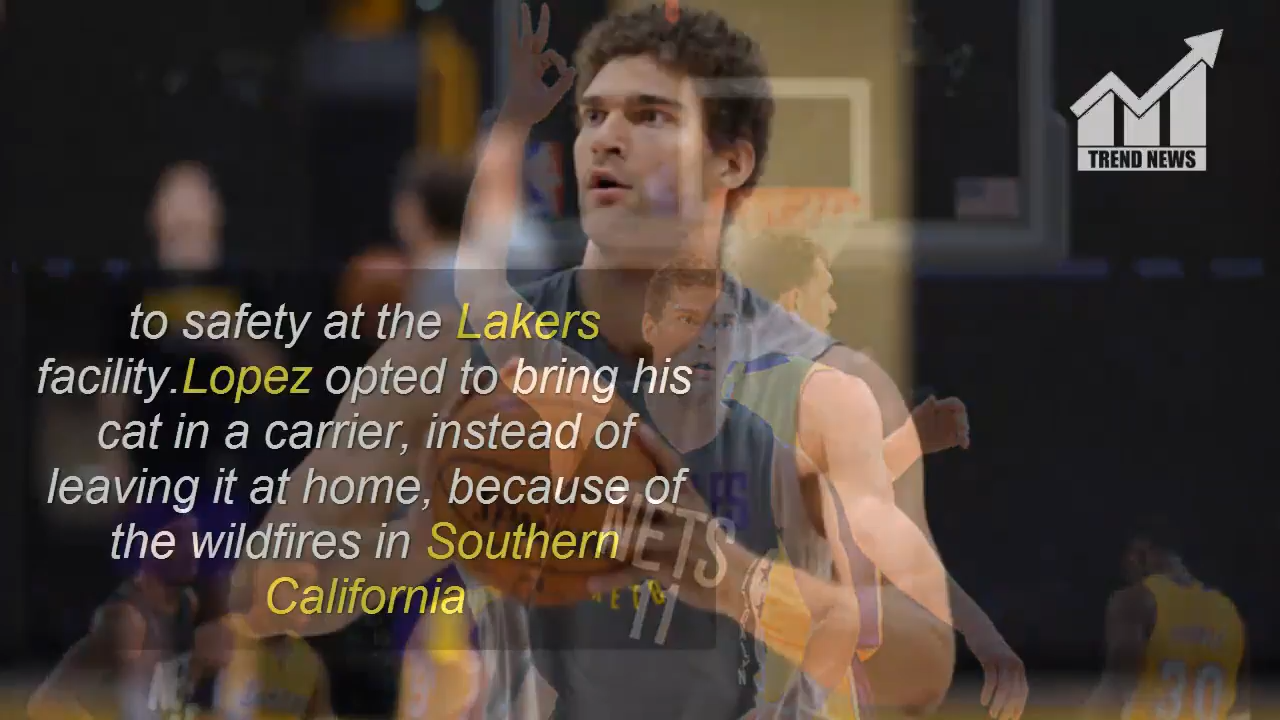 TREND NEWS
to safety at the Lakers
facility.Lopez opted to bring his
cat in a carrier, instead of
leaving it at home, because of
the wildfires in Southern
California
NETS
11
30